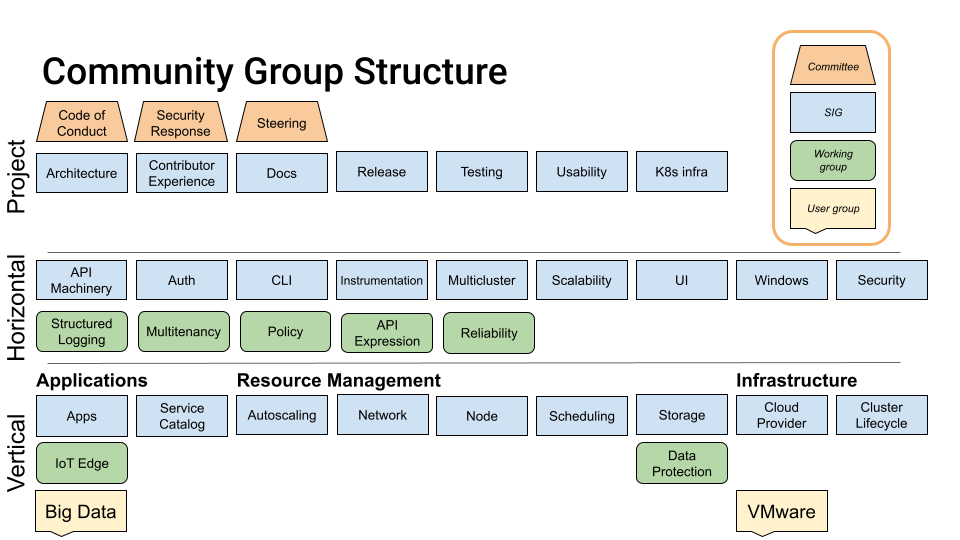 Community Group Structure
Committee
SIG
Working
group
User group
Project
Code of
Conduct
Security
Response
Steering
Architecture
Contributor
Experience
Docs
Release
Testing
Usability
K8s infra
Horizontal
API
Machinery
Auth
CLI
Instrumentation
Multicluster
Scalability
UI
Windows
Security
Structured
Logging
Multitenancy
Policy
API
Expression
Reliability
Vertical
Applications
Resource Management
Infrastructure
Apps
Service
Catalog
Autoscaling
Network
Node
Scheduling
Storage
Cloud
Provider
Cluster
Lifecycle
IoT Edge
Data
Protection
Big Data
VMware